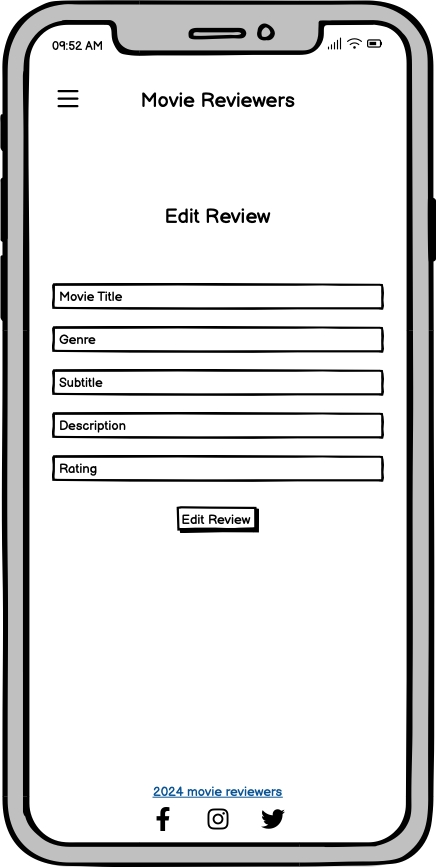 09:52 AM
Movie Reviewers
Edit Review
Movie Title
Genre
Subtitle
Description
Rating
Edit Review
2024 movie reviewers